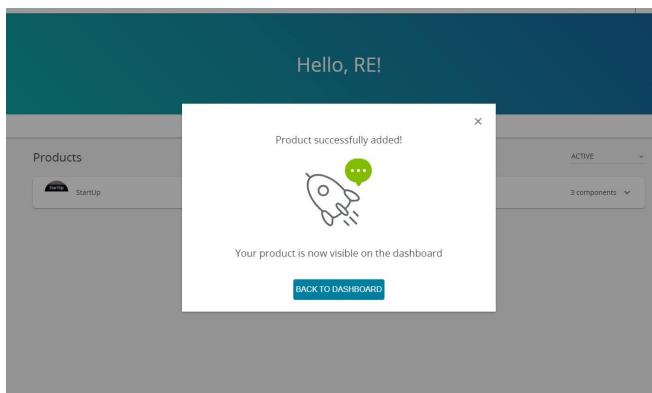 Hello, RE!
Product successfully added!
Products
ACTIVE
StartUp
StartUp
3 components
Your product is now visible on the dashboard
BACK TO DASHBOARD